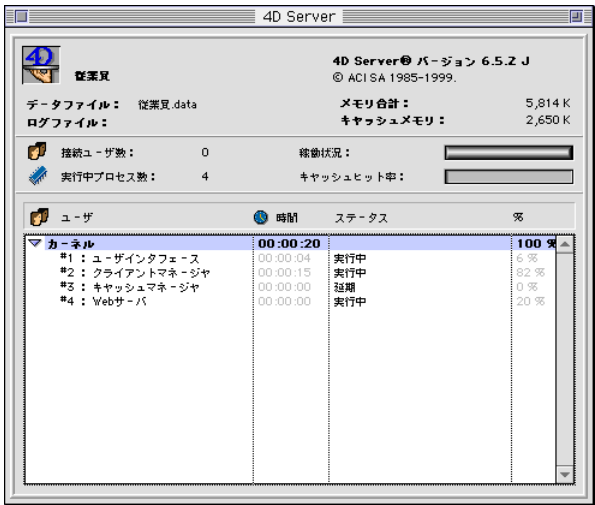 4D Server
従業員
4D Server® バージョン 6.5.2 J
© ACI SA 1985-1999.
データファイル： 従業員.data
メモリ合計： 5,814 K
ログファイル：
キャッシュメモリ： 2,650 K
接続ユーザ数： 0
稼動状況：
実行中プロセス数： 4
キャッシュヒット率：
ユーザ 時間 ステータス %
カーネル 00:00:20 100 %
#1 : ユーザインタフェース 00:00:04 実行中 6 %
#2 : クライアントマネージャ 00:00:15 実行中 82 %
#3 : キャッシュマネージャ 00:00:00 延期 0 %
#4 : Webサーバ 00:00:00 実行中 20 %